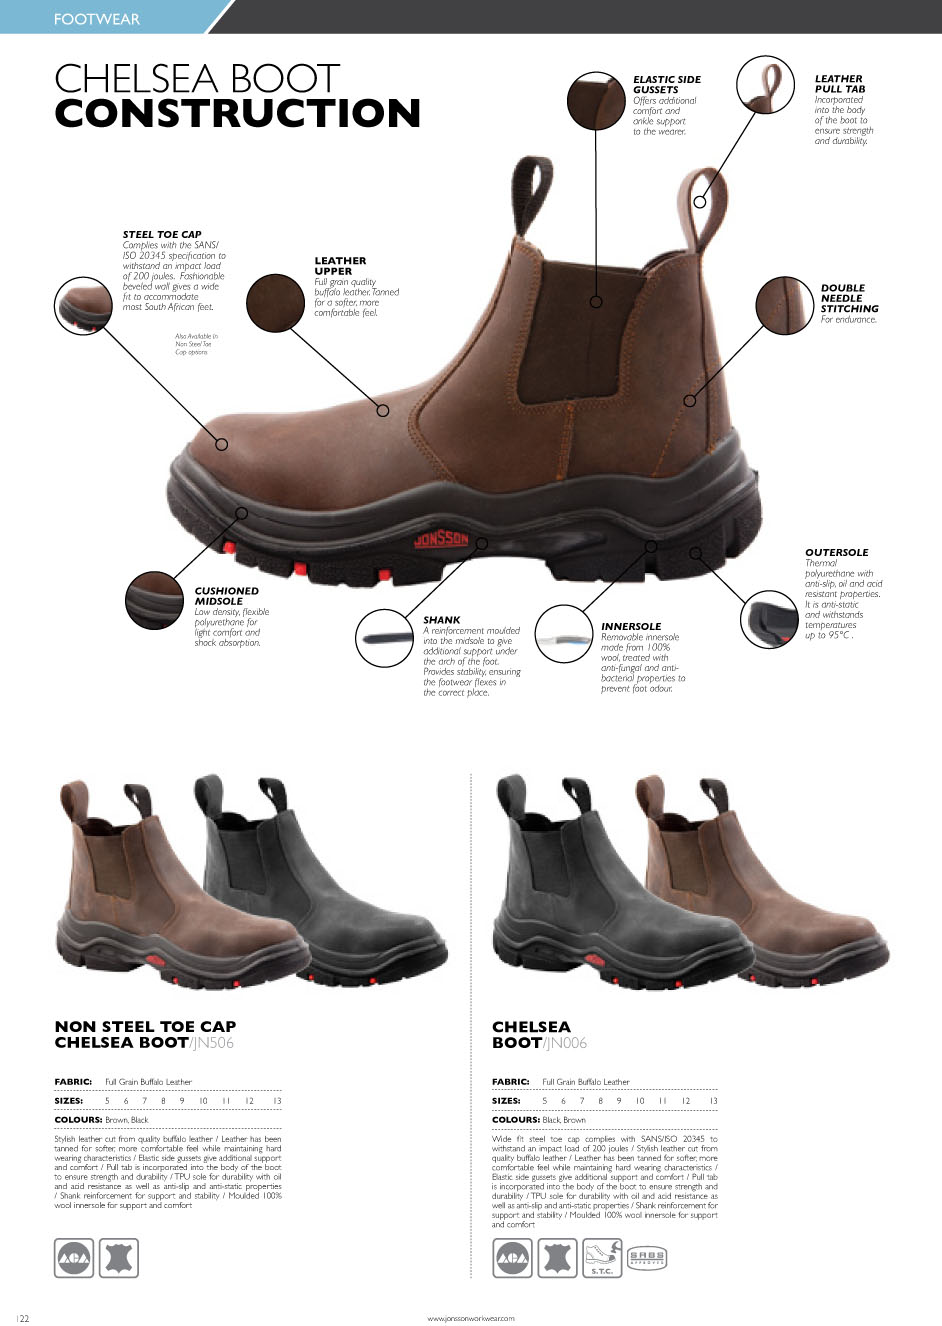 FOOTWEAR
CHELSEA BOOT
CONSTRUCTION
ELASTIC SIDE
GUSSETS
Offers additional
comfort and
ankle support
to the wearer.
LEATHER
PULL TAB
Incorporated
into the body
of the boot to
ensure strength
and durability.
STEEL TOE CAP
Complies with the SANS/
ISO 20345 specification to
withstand an impact load
of 200 joules. Fashionable
beveled wall gives a wide
fit to accommodate
most South African feet.
Also Available in
Non Steel Toe
Cap options
LEATHER
UPPER
Full grain quality
buffalo leather. Tanned
for a softer, more
comfortable feel.
DOUBLE
NEEDLE
STITCHING
For endurance.
JONSSON
CUSHIONED
MIDSOLE
Low density, flexible
polyurethane for
light comfort and
shock absorption.
SHANK
A reinforcement moulded
into the midsole to give
additional support under
the arch of the foot.
Provides stability, ensuring
the footwear flexes in
the correct place.
INNERSOLE
Removable innersole
made from 100%
wool, treated with
anti-fungal and anti-
bacterial properties to
prevent foot odour.
OUTERSOLE
Thermal
polyurethane with
anti-slip, oil and acid
resistant properties.
It is anti-static
and withstands
temperatures
up to 95°C .
NON STEEL TOE CAP
CHELSEA BOOT/JN506
FABRIC: Full Grain Buffalo Leather
SIZES: 5 6 7 8 9 10 11 12 13
COLOURS: Brown, Black
Stylish leather cut from quality buffalo leather / Leather has been
tanned for softer, more comfortable feel while maintaining hard
wearing characteristics / Elastic side gussets give additional support
and comfort / Pull tab is incorporated into the body of the boot
to ensure strength and durability / TPU sole for durability with oil
and acid resistance as well as anti-slip and anti-static properties
/ Shank reinforcement for support and stability / Moulded 100%
wool innersole for support and comfort
CHELSEA
BOOT/JN006
FABRIC: Full Grain Buffalo Leather
SIZES: 5 6 7 8 9 10 11 12 13
COLOURS: Black, Brown
Wide fit steel toe cap complies with SANS/ISO 20345 to
withstand an impact load of 200 joules / Stylish leather cut from
quality buffalo leather / Leather has been tanned for softer, more
comfortable feel while maintaining hard wearing characteristics /
Elastic side gussets give additional support and comfort / Pull tab
is incorporated into the body of the boot to ensure strength and
durability / TPU sole for durability with oil and acid resistance as
well as anti-slip and anti-static properties / Shank reinforcement for
support and stability / Moulded 100% wool innersole for support
and comfort
S.T.C.
SABS
APPROVED
122
www.jonssonworkwear.com